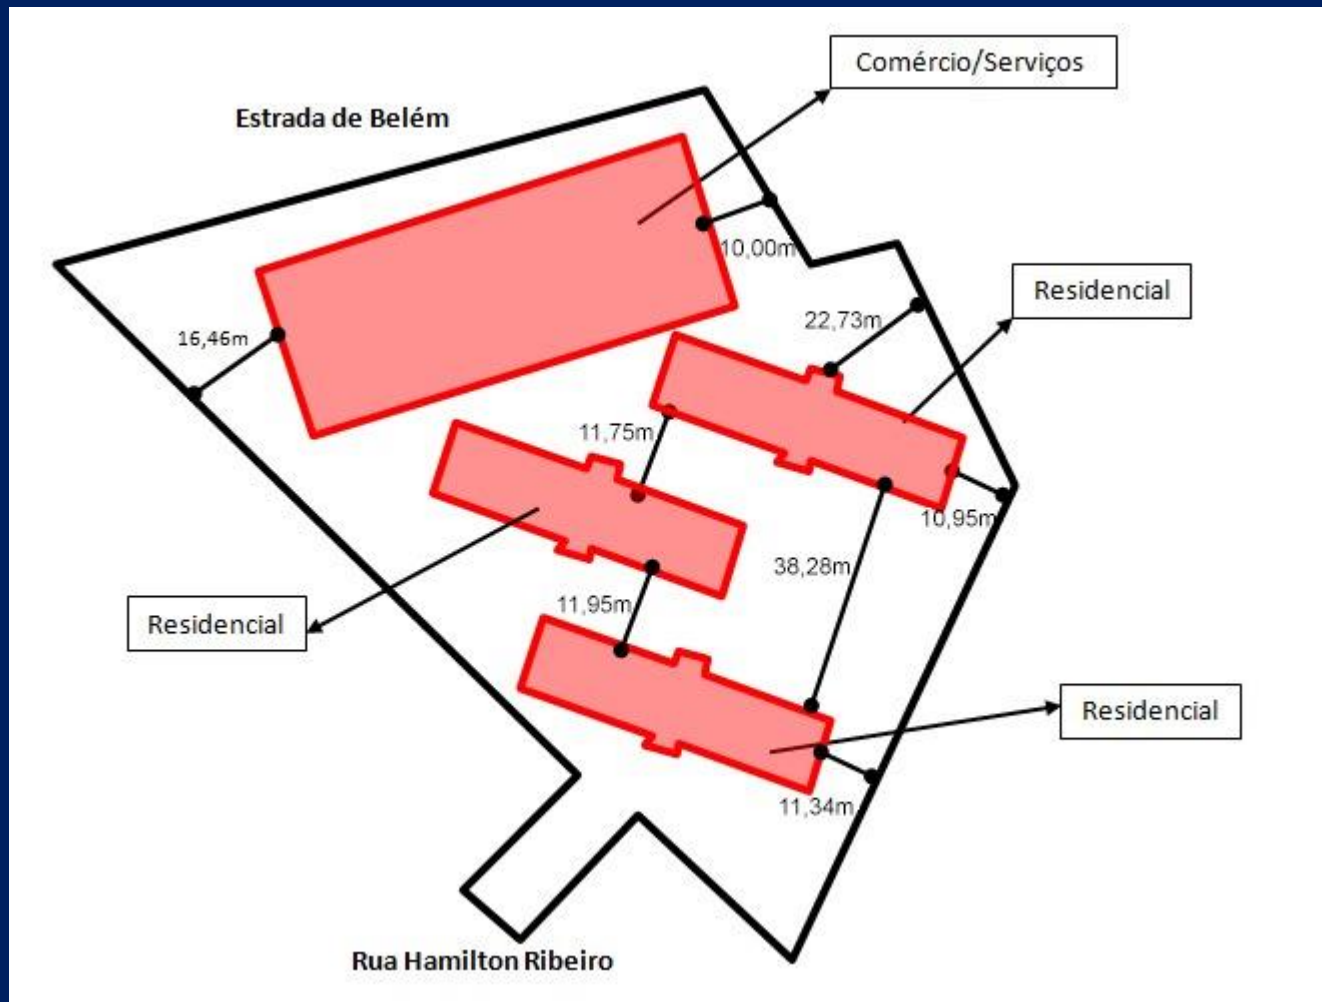 Comércio/Serviços
Estrada de Belém
10,00m
Residencial
22,73m
16,46m
11,75m
10,95m
38,28m
11,95m
Residencial
Residencial
11,34m
Rua Hamilton Ribeiro